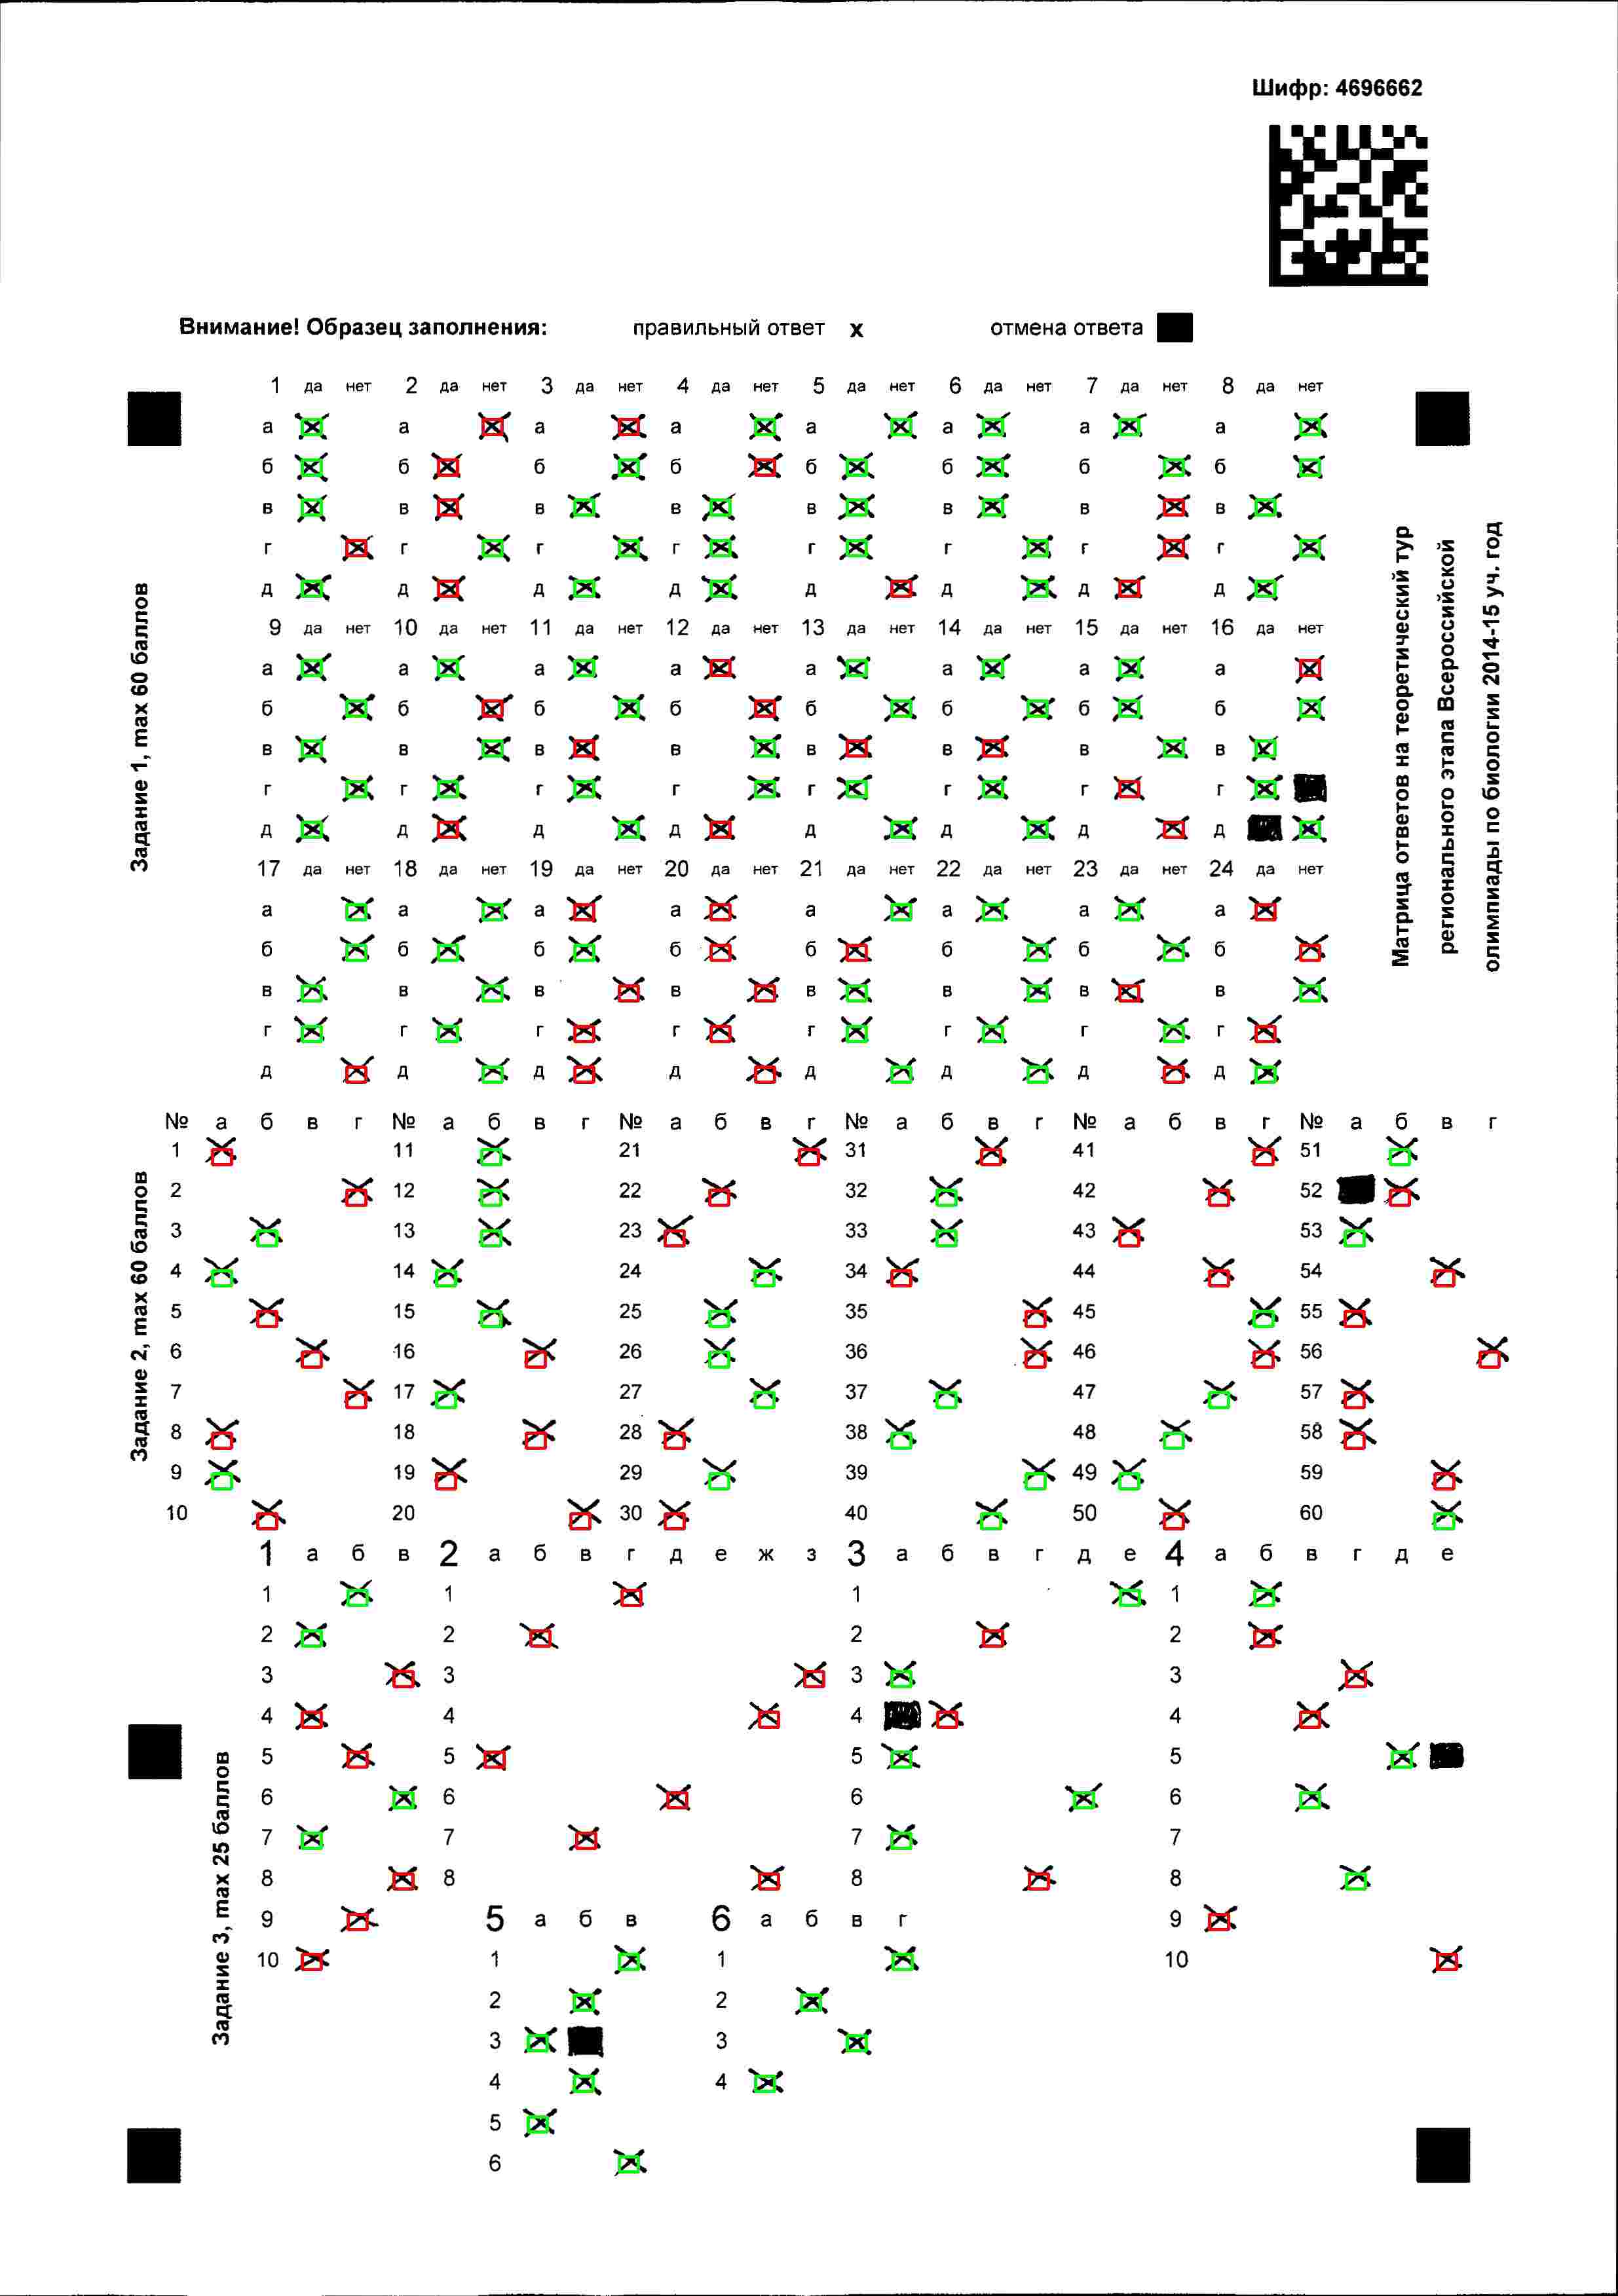 Шифр: 4696662
Внимание! Образец заполнения: правильный ответ x отмена ответа
1 да нет 2 да нет 3 да нет 4 да нет 5 да нет 6 да нет 7 да нет 8 да нет
а а а а а а а а
б б б б б б б б
в в в в в в в в
г г г г г г г г
д д д д д д д д
9 да нет 10 да нет 11 да нет 12 да нет 13 да нет 14 да нет 15 да нет 16 да нет
а а а а а а а а
б б б б б б б б
в в в в в в в в
г г г г г г г г
д д д д д д д д
17 да нет 18 да нет 19 да нет 20 да нет 21 да нет 22 да нет 23 да нет 24 да нет
а а а а а а а а
б б б б б б б б
в в в в в в в в
г г г г г г г г
д д д д д д д д
Задание 1, max 60 баллов
Матрица ответов на теоретический тур
регионального этапа Всероссийской
олимпиады по биологии 2014-15 уч. год
№ а б в г № а б в г № а б в г № а б в г № а б в г № а б в г
1 11 21 31 41 51
2 12 22 32 42 52
3 13 23 33 43 53
4 14 24 34 44 54
5 15 25 35 45 55
6 16 26 36 46 56
7 17 27 37 47 57
8 18 28 38 48 58
9 19 29 39 49 59
10 20 30 40 50 60
Задание 2, max 60 баллов
1 а б в 2 а б в г д е ж з 3 а б в г д е 4 а б в г д е
1 1 1 1
2 2 2 2
3 3 3 3
4 4 4 4
5 5 5 5
6 6 6 6
7 7 7 7
8 8 8 8
9 5 а б в 6 а б в г 9
10 1 1 10
2 2
3 3
4 4
5
6
Задание 3, max 25 баллов